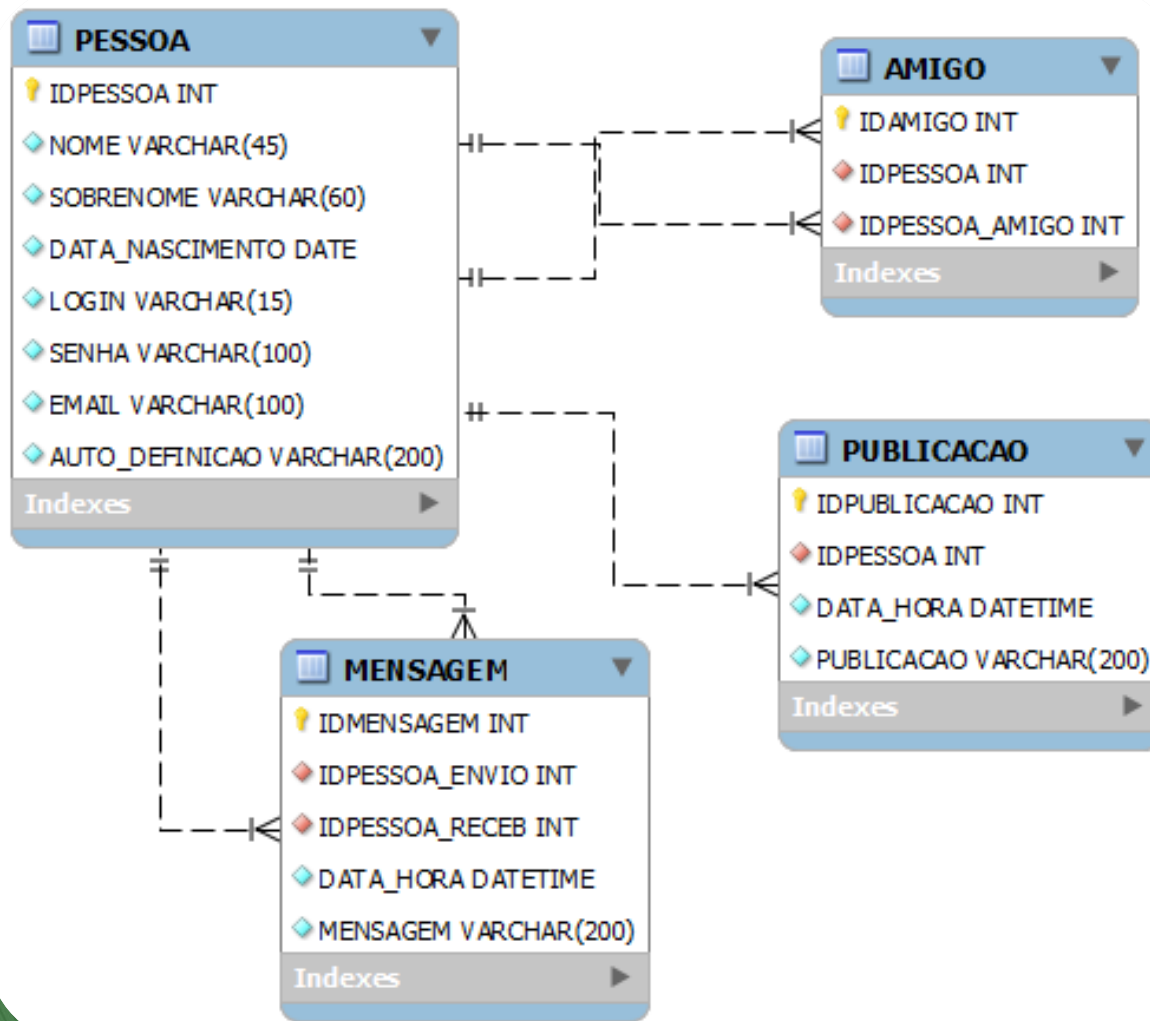 PESSOA
IDPESSOA INT
NOME VARCHAR(45)
SOBRENOME VARCHAR(60)
DATA_NASCIMENTO DATE
LOGIN VARCHAR(15)
SENHA VARCHAR(100)
EMAIL VARCHAR(100)
AUTO_DEFINICAO VARCHAR(200)
Indexes
AMIGO
IDAMIGO INT
IDPESSOA INT
IDPESSOA_AMIGO INT
Indexes
PUBLICACAO
IDPUBLICACAO INT
IDPESSOA INT
DATA_HORA DATETIME
PUBLICACAO VARCHAR(200)
Indexes
MENSAGEM
IDMENSAGEM INT
IDPESSOA_ENVIO INT
IDPESSOA_RECEB INT
DATA_HORA DATETIME
MENSAGEM VARCHAR(200)
Indexes